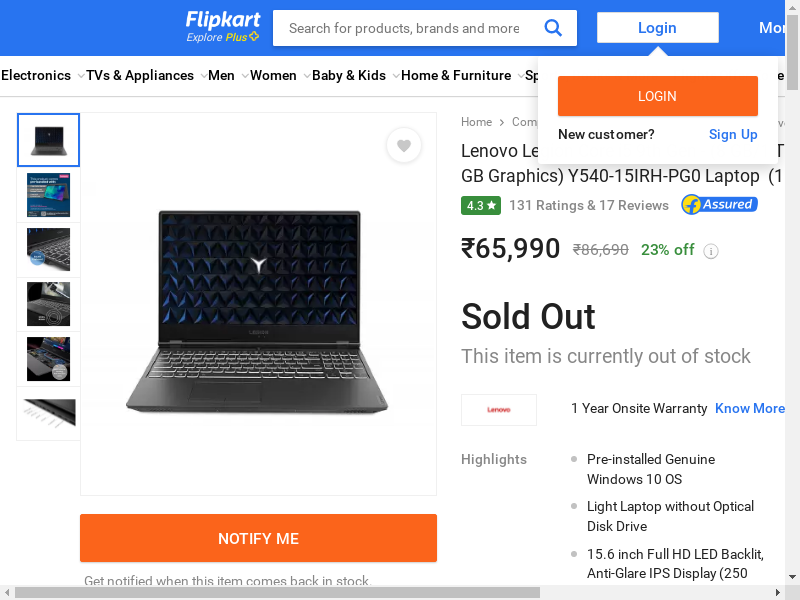 Flipkart
Explore Plus
Search for products, brands and more
Login
Mor
Electronics
TVs & Appliances
Men
Women
Baby & Kids
Home & Furniture
Sp
LOGIN
New customer?
Sign Up
Home
Com
Lenovo Le
GB Graphics) Y540-15IRH-PG0 Laptop (1
4.3
131 Ratings & 17 Reviews
Assured
₹65,990
₹86,690
23% off
Sold Out
This item is currently out of stock
Lenovo
1 Year Onsite Warranty
Know More
Highlights
Pre-installed Genuine
Windows 10 OS
Light Laptop without Optical
Disk Drive
15.6 inch Full HD LED Backlit,
Anti-Glare IPS Display (250
NOTIFY ME
Get notified when this item comes back in stock.